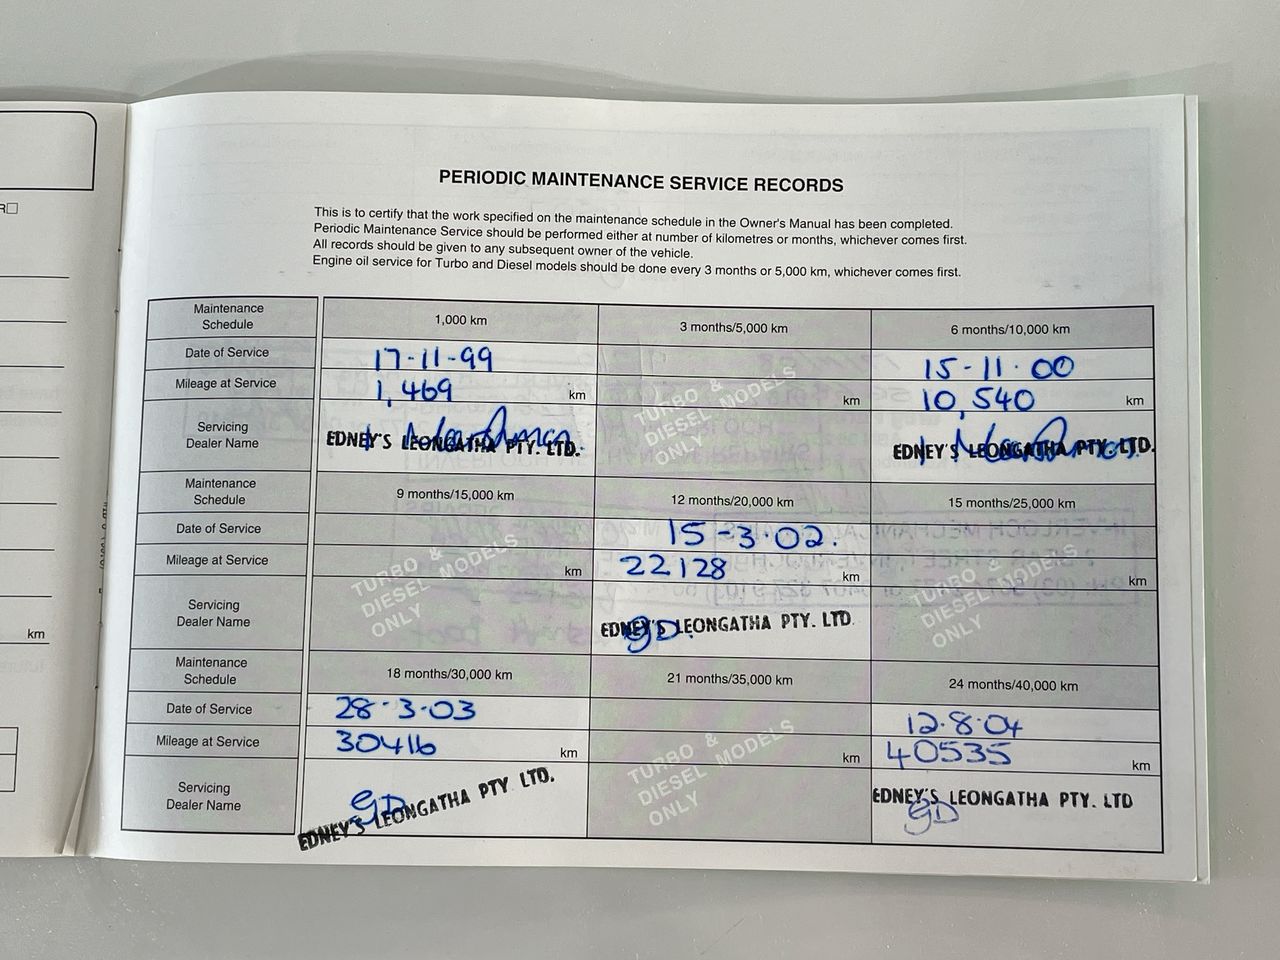 R
km
PERIODIC MAINTENANCE SERVICE RECORDS
This is to certify that the work specified on the maintenance schedule in the Owner's Manual has been completed.
Periodic Maintenance Service should be performed either at number of kilometres or months, whichever comes first.
All records should be given to any subsequent owner of the vehicle.
Engine oil service for Turbo and Diesel models should be done every 3 months or 5,000 km, whichever comes first.
Maintenance Schedule 1,000 km 3 months/5,000 km 6 months/10,000 km
Date of Service 17-11-99 15-11-00
Mileage at Service 1,469 km km 10,540 km
Servicing Dealer Name EDNEY'S LEONGATHA PTY. LTD. TURBO & DIESEL MODELS ONLY EDNEY'S LEONGATHA PTY. LTD.
Maintenance Schedule 9 months/15,000 km 12 months/20,000 km 15 months/25,000 km
Date of Service 15-3-02.
Mileage at Service km 22128 km km
Servicing Dealer Name TURBO & DIESEL MODELS ONLY EDNEY'S LEONGATHA PTY. LTD GD. TURBO & DIESEL MODELS ONLY
Maintenance Schedule 18 months/30,000 km 21 months/35,000 km 24 months/40,000 km
Date of Service 28-3-03 12-8-04
Mileage at Service 30416 km km 40535 km
Servicing Dealer Name EDNEY'S LEONGATHA PTY LTD. GD TURBO & DIESEL MODELS ONLY EDNEY'S LEONGATHA PTY. LTD GD